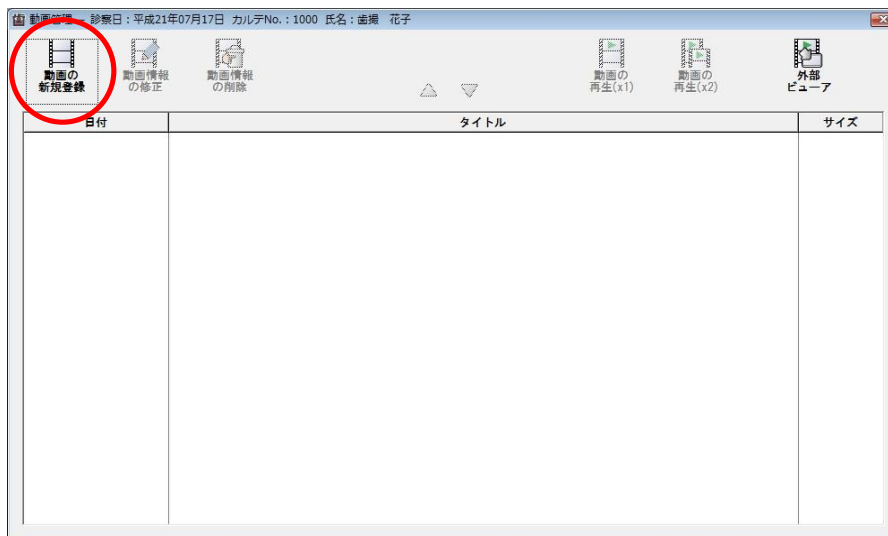 動画管理 - 診察日：平成21年07月17日 カルテNo.：1000 氏名：歯撮 花子
動画の
新規登録
動画情報
の修正
動画情報
の削除
動画の
再生(x1)
動画の
再生(x2)
外部
ビューア
日付
タイトル
サイズ